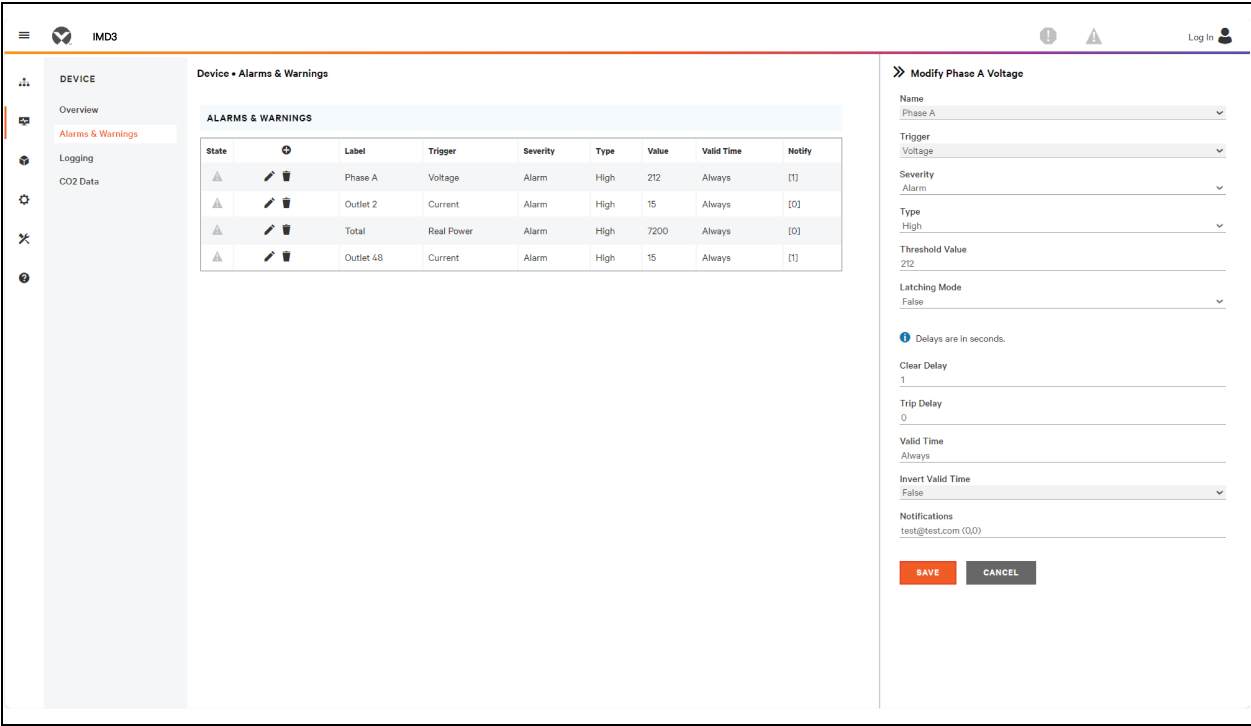 IMD3
Log In
DEVICE
Overview
Alarms & Warnings
Logging
CO2 Data
Device • Alarms & Warnings
ALARMS & WARNINGS
State Label Trigger Severity Type Value Valid Time Notify
Phase A Voltage Alarm High 212 Always [1]
Outlet 2 Current Alarm High 15 Always [0]
Total Real Power Alarm High 7200 Always [0]
Outlet 48 Current Alarm High 15 Always [1]
Modify Phase A Voltage
Name
Phase A
Trigger
Voltage
Severity
Alarm
Type
High
Threshold Value
212
Latching Mode
False
Delays are in seconds.
Clear Delay
1
Trip Delay
0
Valid Time
Always
Invert Valid Time
False
Notifications
test@test.com (0,0)
SAVE CANCEL